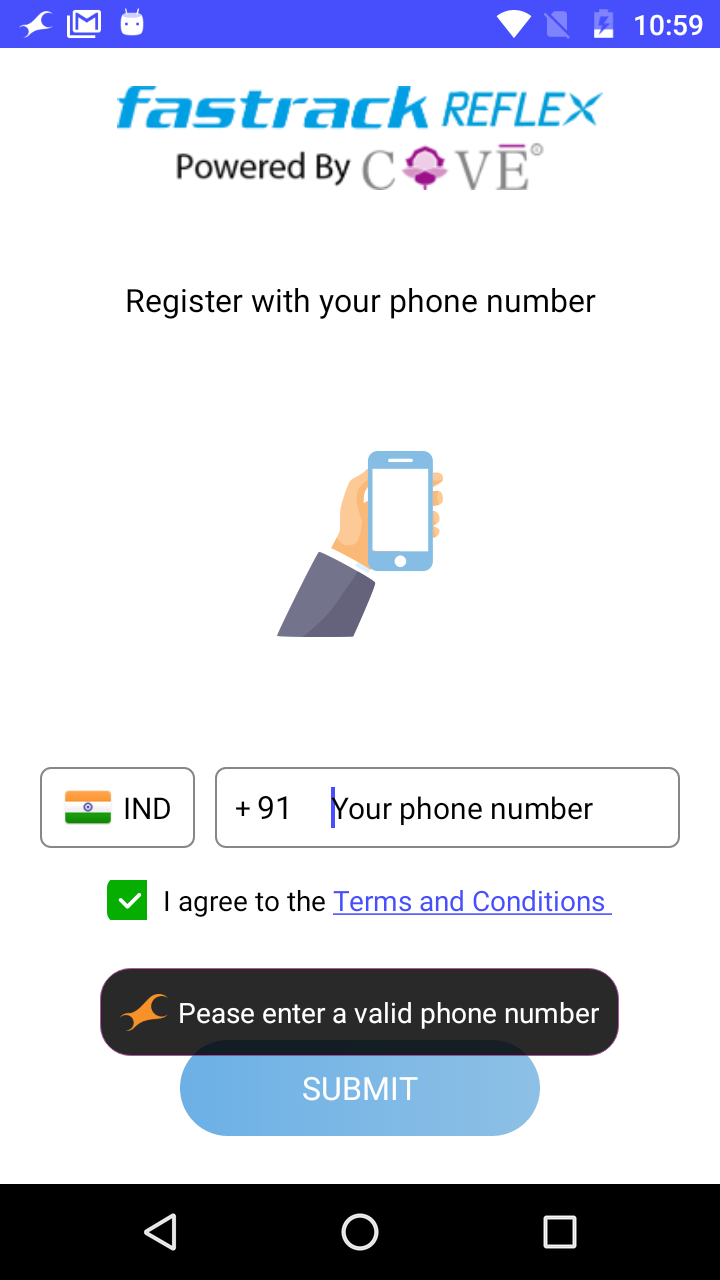 10:59
fastrack REFLEX
Powered By COVE®
Register with your phone number
IND
+ 91 Your phone number
I agree to the Terms and Conditions
Pease enter a valid phone number
SUBMIT